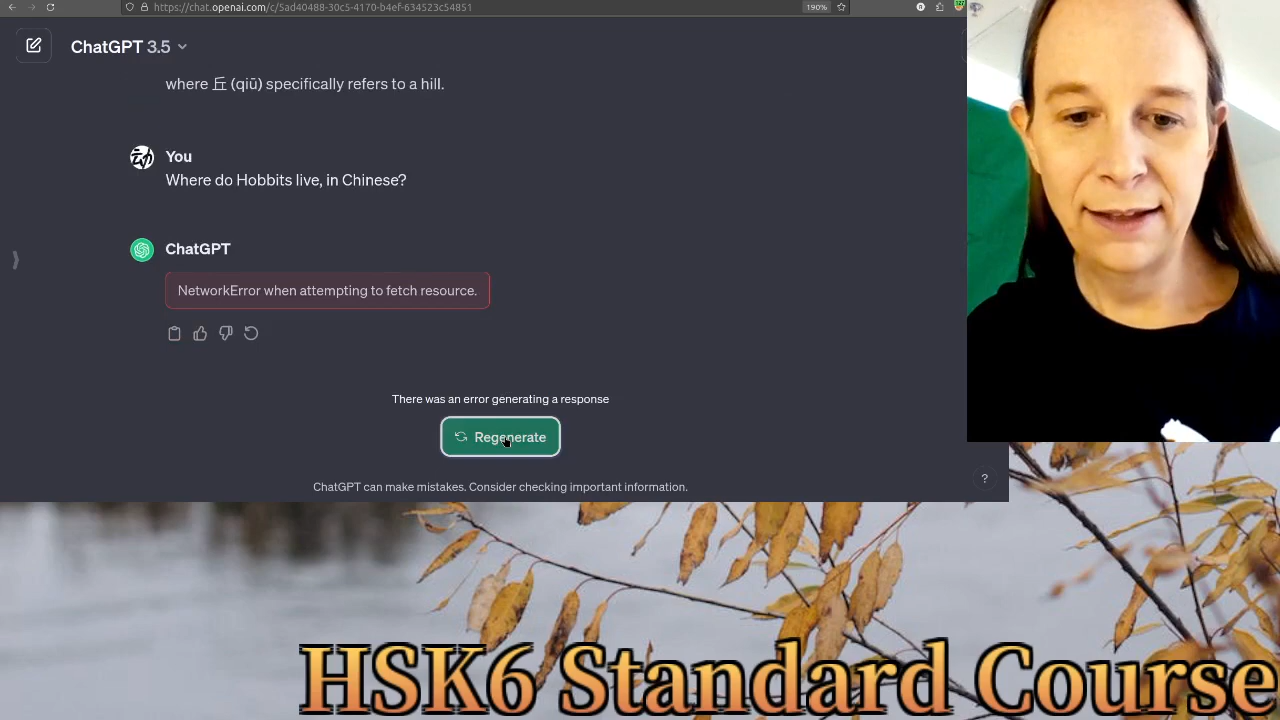 https://chat.openai.com/c/5ad40488-30c5-4170-b4ef-634523c54851
190%
ChatGPT 3.5
where 丘 (qiū) specifically refers to a hill.
You
Where do Hobbits live, in Chinese?
ChatGPT
NetworkError when attempting to fetch resource.
There was an error generating a response
Regenerate
ChatGPT can make mistakes. Consider checking important information.
?
HSK6 Standard Course